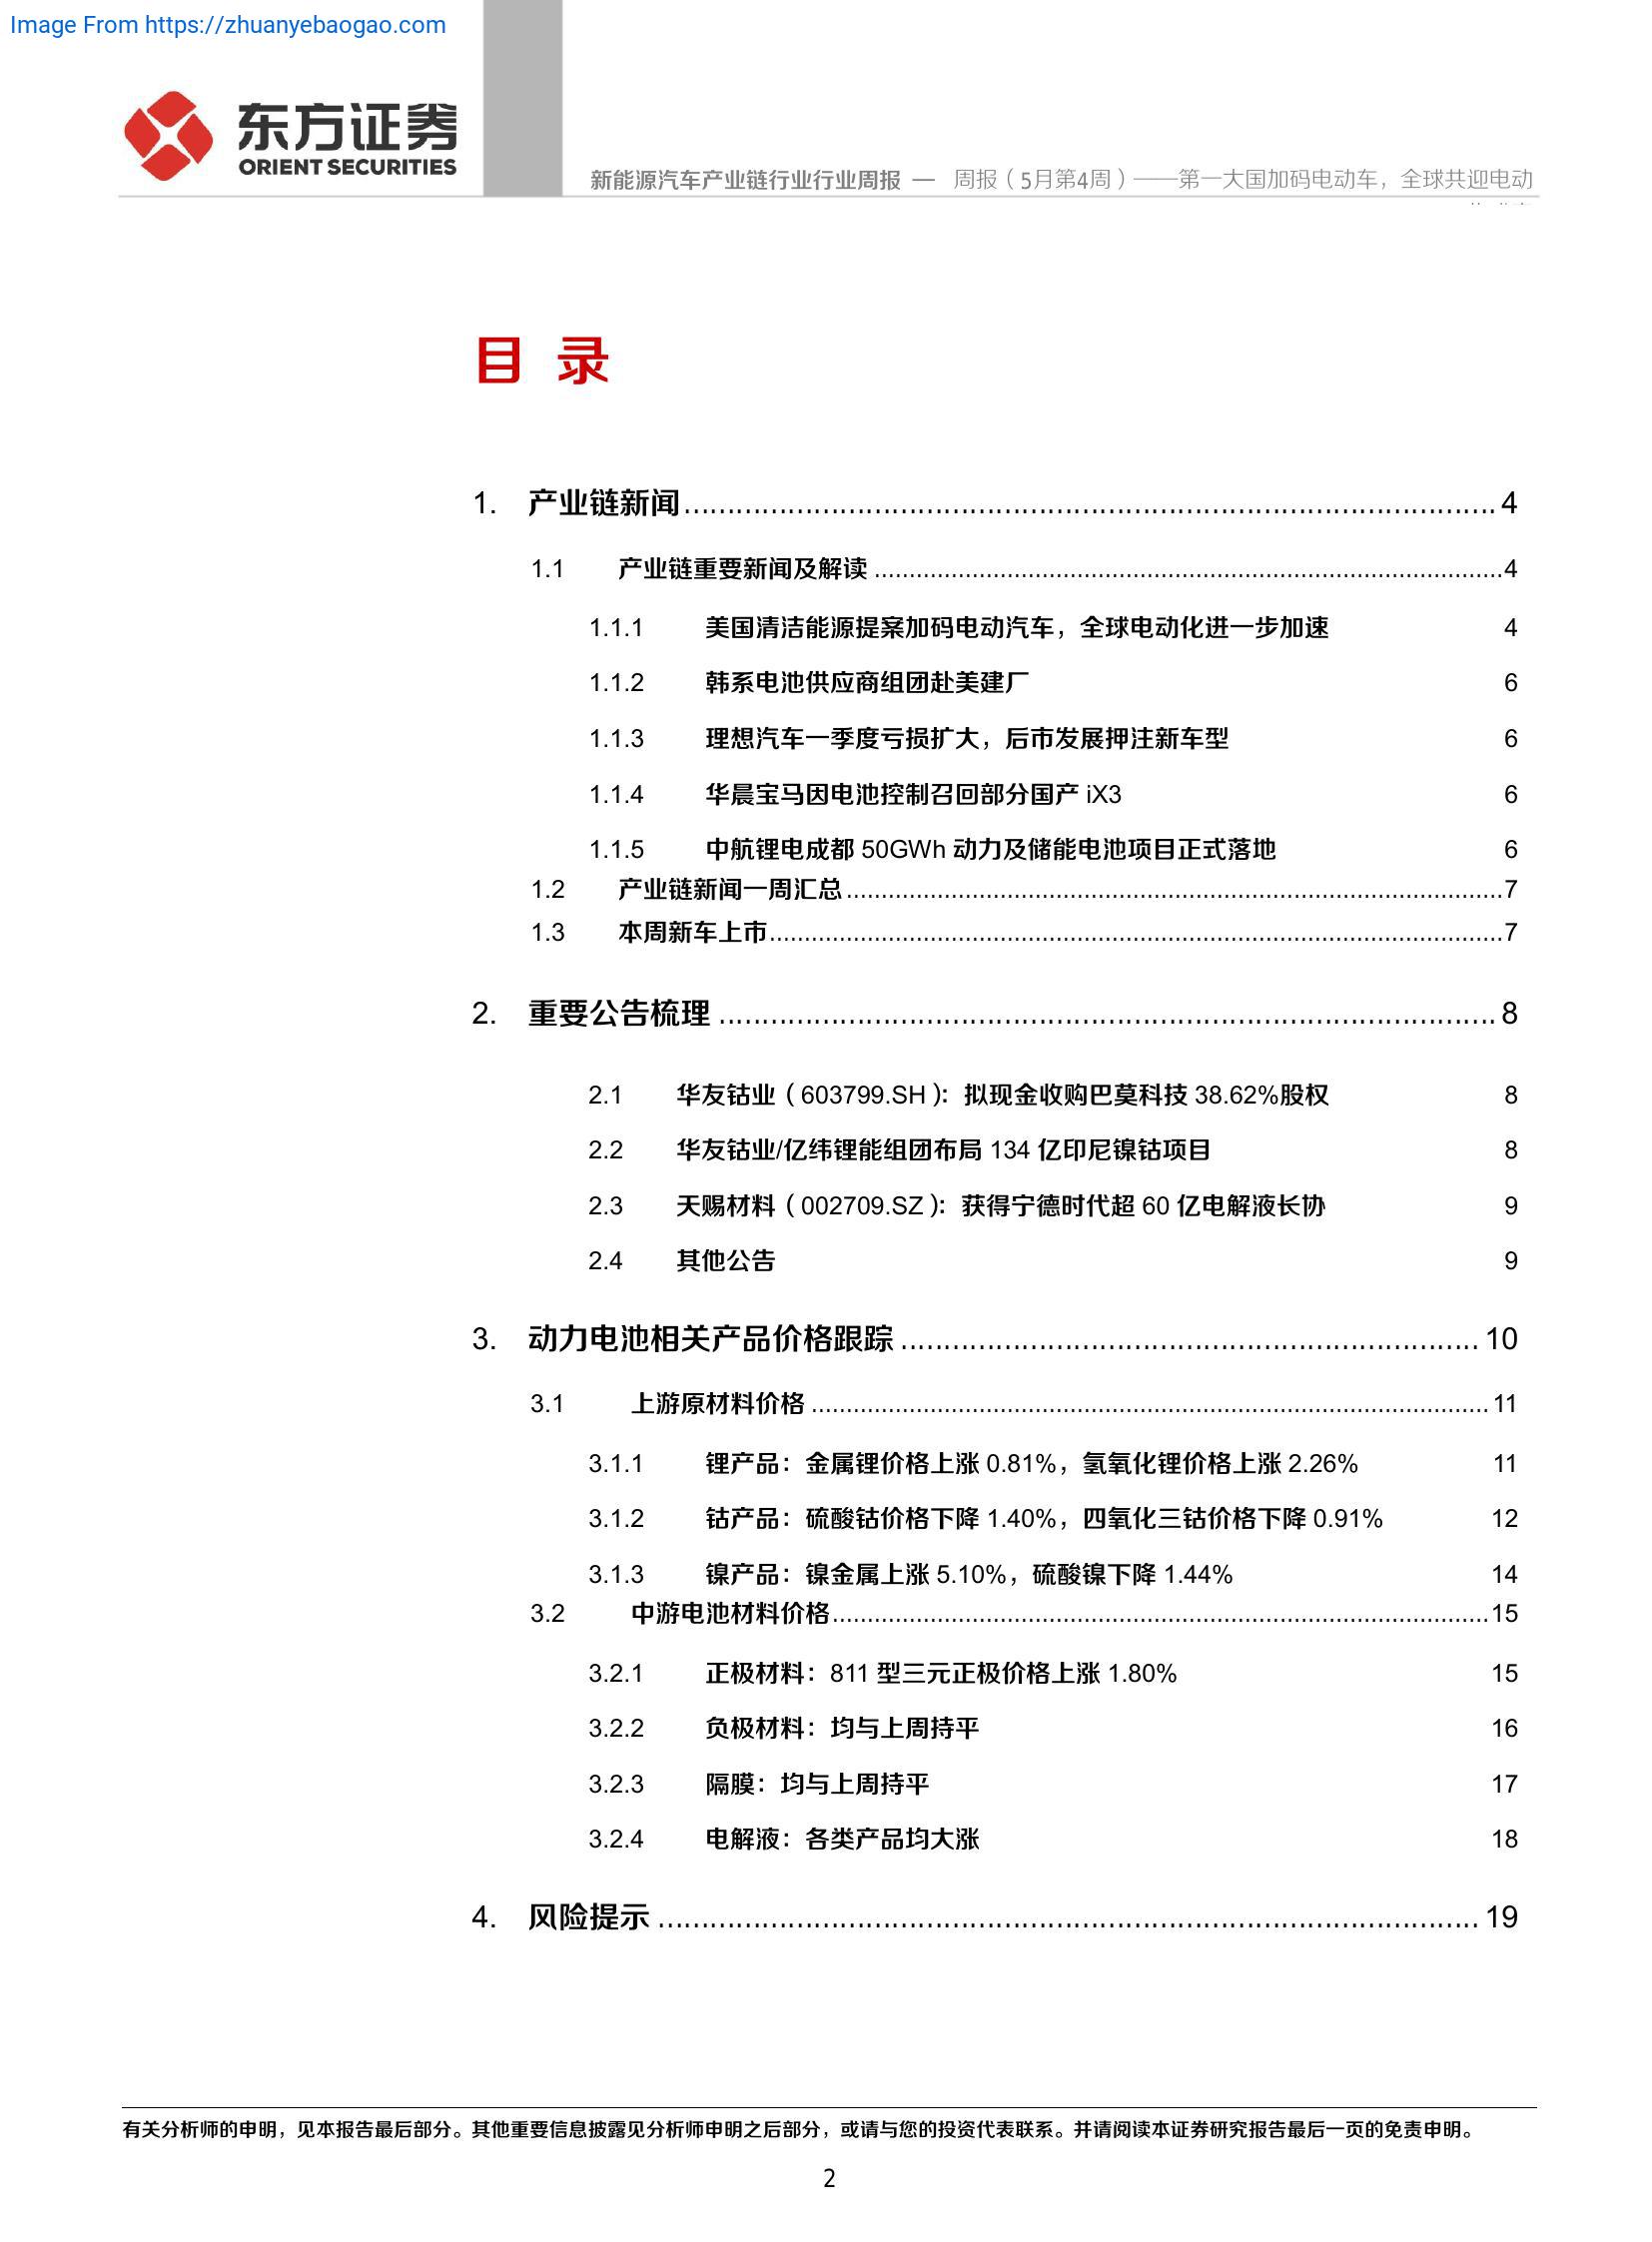 Image From https://zhuanyebaogao.com
东方证券
ORIENT SECURITIES
新能源汽车产业链行业行业周报 — 周报（5月第4周）——第一大国加码电动车，全球共迎电动
目 录
1. 产业链新闻 4
1.1 产业链重要新闻及解读 4
1.1.1 美国清洁能源提案加码电动汽车，全球电动化进一步加速 4
1.1.2 韩系电池供应商组团赴美建厂 6
1.1.3 理想汽车一季度亏损扩大，后市发展押注新车型 6
1.1.4 华晨宝马因电池控制召回部分国产 iX3 6
1.1.5 中航锂电成都 50GWh 动力及储能电池项目正式落地 6
1.2 产业链新闻一周汇总 7
1.3 本周新车上市 7
2. 重要公告梳理 8
2.1 华友钴业（603799.SH）：拟现金收购巴莫科技 38.62%股权 8
2.2 华友钴业/亿纬锂能组团布局 134 亿印尼镍钴项目 8
2.3 天赐材料（002709.SZ）：获得宁德时代超 60 亿电解液长协 9
2.4 其他公告 9
3. 动力电池相关产品价格跟踪 10
3.1 上游原材料价格 11
3.1.1 锂产品：金属锂价格上涨 0.81%，氢氧化锂价格上涨 2.26% 11
3.1.2 钴产品：硫酸钴价格下降 1.40%，四氧化三钴价格下降 0.91% 12
3.1.3 镍产品：镍金属上涨 5.10%，硫酸镍下降 1.44% 14
3.2 中游电池材料价格 15
3.2.1 正极材料：811 型三元正极价格上涨 1.80% 15
3.2.2 负极材料：均与上周持平 16
3.2.3 隔膜：均与上周持平 17
3.2.4 电解液：各类产品均大涨 18
4. 风险提示 19
有关分析师的申明，见本报告最后部分。其他重要信息披露见分析师申明之后部分，或请与您的投资代表联系。并请阅读本证券研究报告最后一页的免责申明。
2